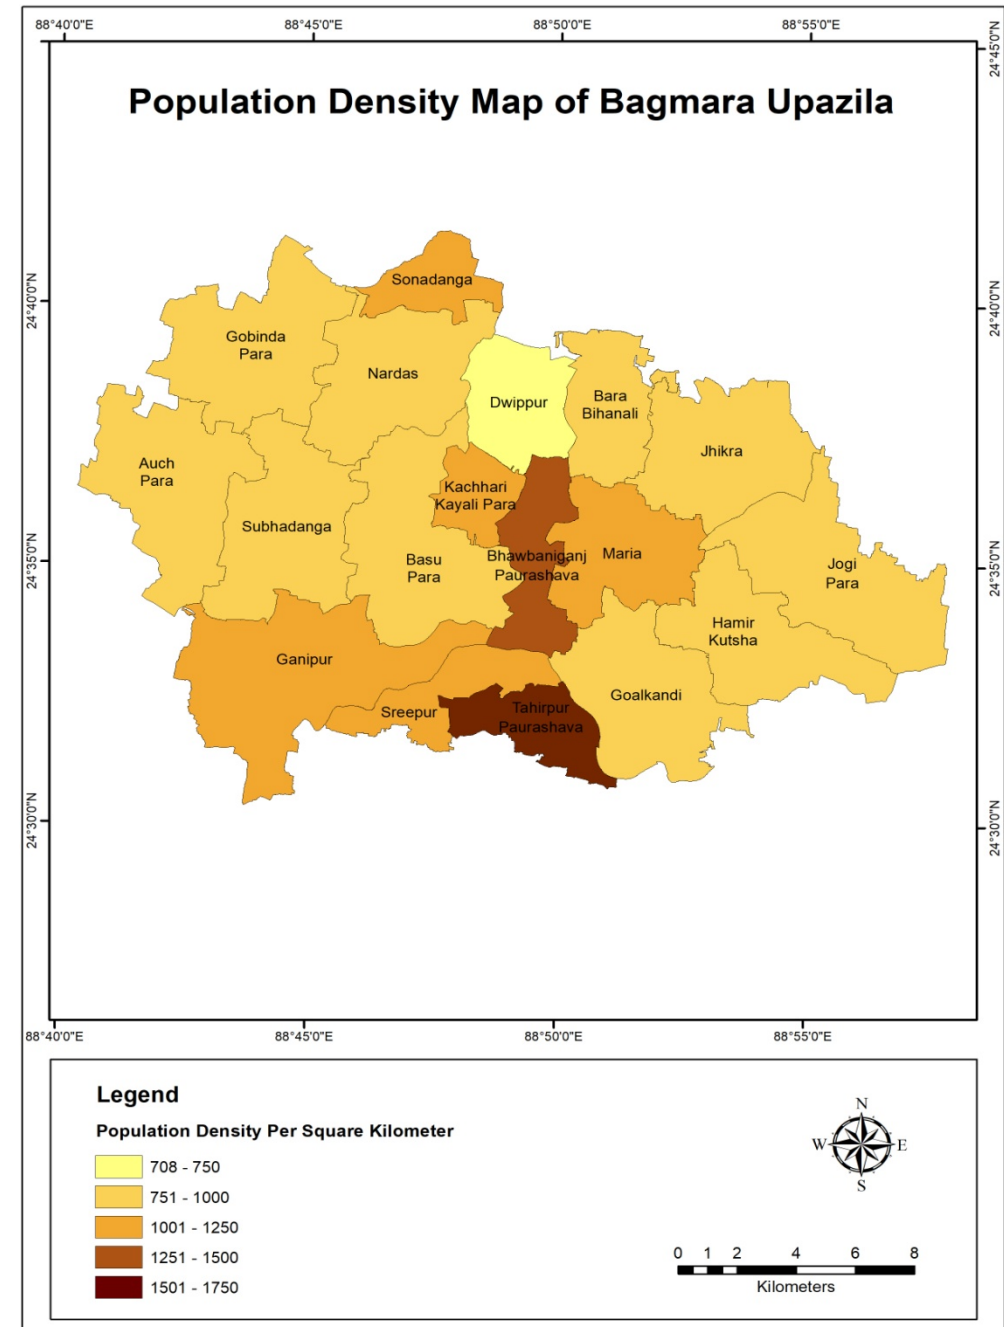 88°40'0"E 88°45'0"E 88°50'0"E 88°55'0"E
24°45'0"N
Population Density Map of Bagmara Upazila
Sonadanga
24°40'0"N
24°40'0"N
Gobinda
Para
Nardas
Dwippur
Bara
Bihanali
Jhikra
Auch
Para
Kachhari
Kayali Para
Subhadanga
Basu
Para
Bhawbaniganj
Paurashava
Maria
Jogi
Para
24°35'0"N
24°35'0"N
Hamir
Kutsha
Ganipur
Goalkandi
Sreepur
Tahirpur
Paurashava
24°30'0"N
24°30'0"N
88°40'0"E 88°45'0"E 88°50'0"E 88°55'0"E
Legend
Population Density Per Square Kilometer
708 - 750
751 - 1000
1001 - 1250
1251 - 1500
1501 - 1750
N
W E
S
0 1 2 4 6 8
Kilometers